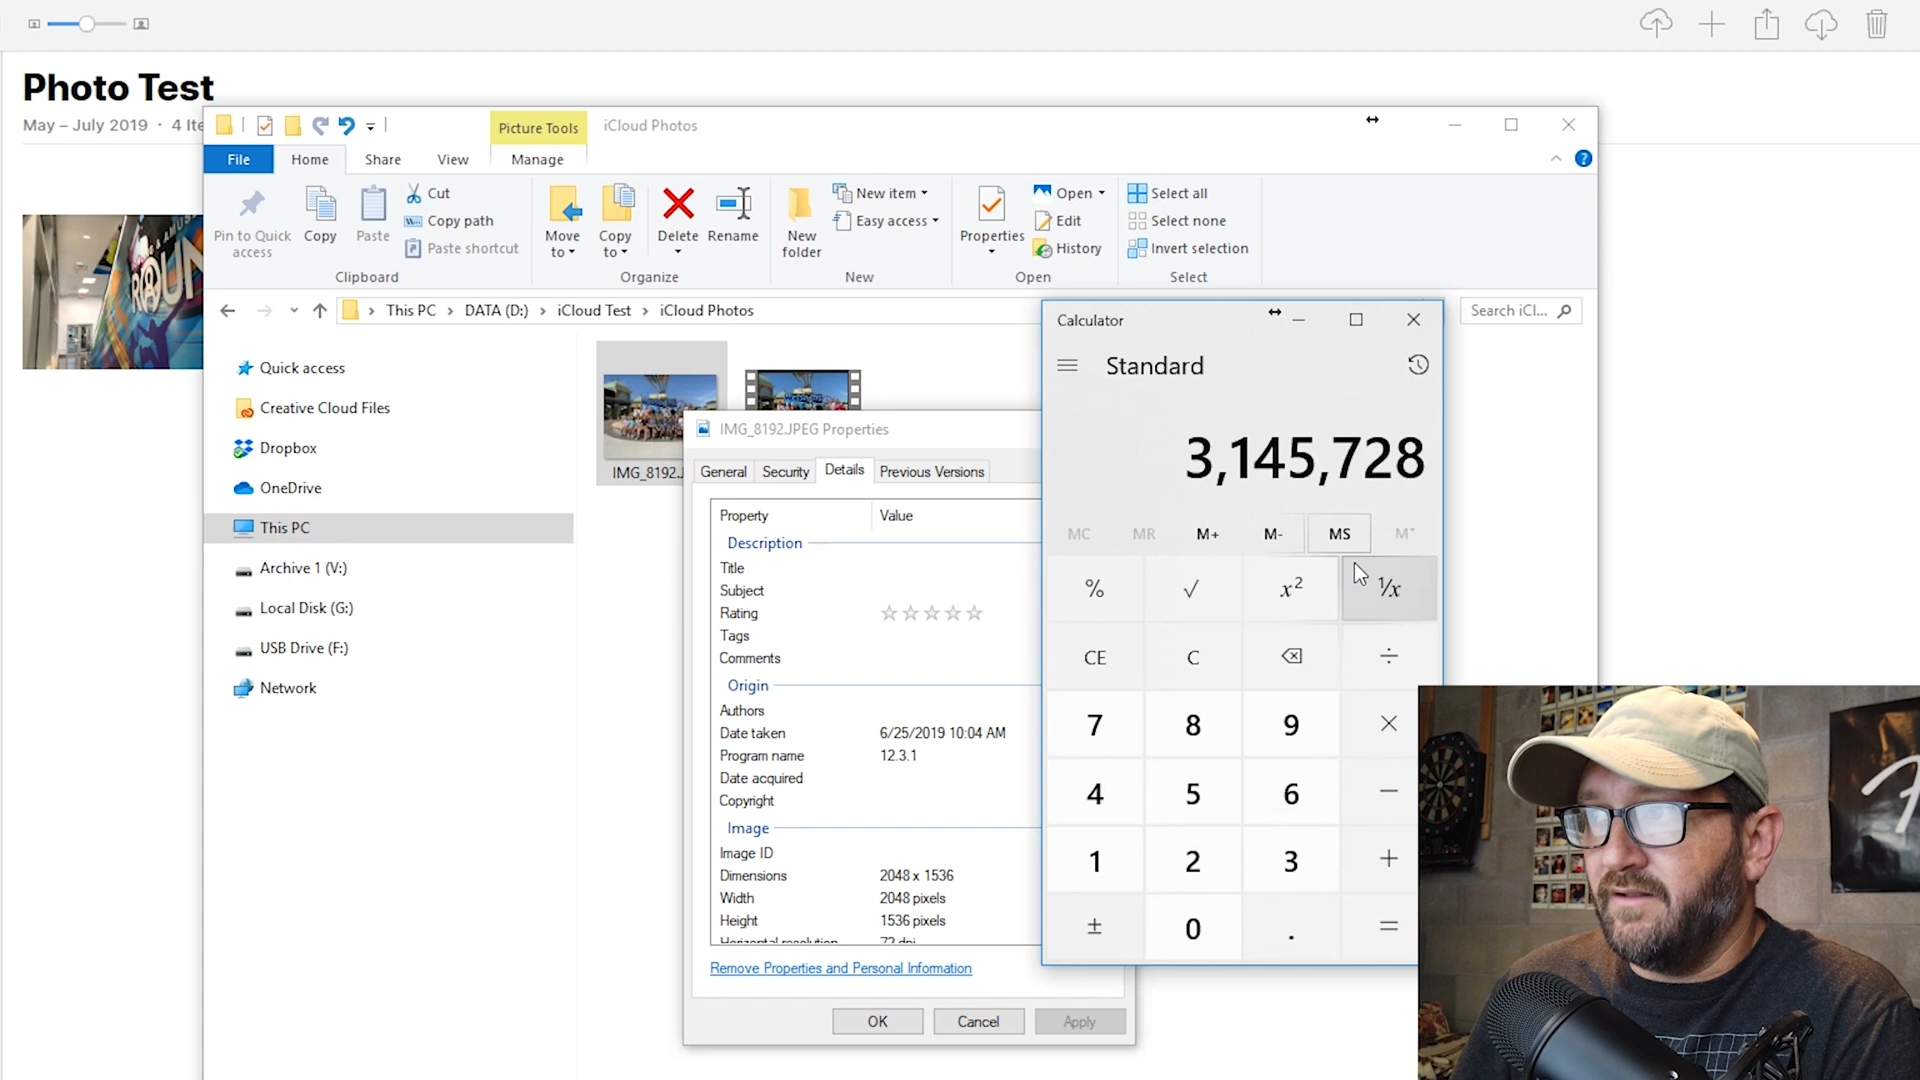 Photo Test
May – July 2019 · 4 Ite
Picture Tools
iCloud Photos
File
Home
Share
View
Manage
Pin to Quick access
Copy
Paste
Cut
Copy path
Paste shortcut
Clipboard
Move to
Copy to
Delete
Rename
Organize
New folder
New item
Easy access
New
Properties
Open
Edit
History
Open
Select all
Select none
Invert selection
Select
This PC > DATA (D:) > iCloud Test > iCloud Photos
Search iCl...
Quick access
Creative Cloud Files
Dropbox
OneDrive
This PC
Archive 1 (V:)
Local Disk (G:)
USB Drive (F:)
Network
IMG_8192.J
IMG_8192.JPEG Properties
General
Security
Details
Previous Versions
Property Value
Description
Title
Subject
Rating
Tags
Comments
Origin
Authors
Date taken 6/25/2019 10:04 AM
Program name 12.3.1
Date acquired
Copyright
Image
Image ID
Dimensions 2048 x 1536
Width 2048 pixels
Height 1536 pixels
Horizontal resolution 72 dpi
Remove Properties and Personal Information
OK
Cancel
Apply
Calculator
Standard
3,145,728
MC MR M+ M- MS M˅
% √ x² ¹/x
CE C ÷
7 8 9 ×
4 5 6 −
1 2 3 +
± 0 . =